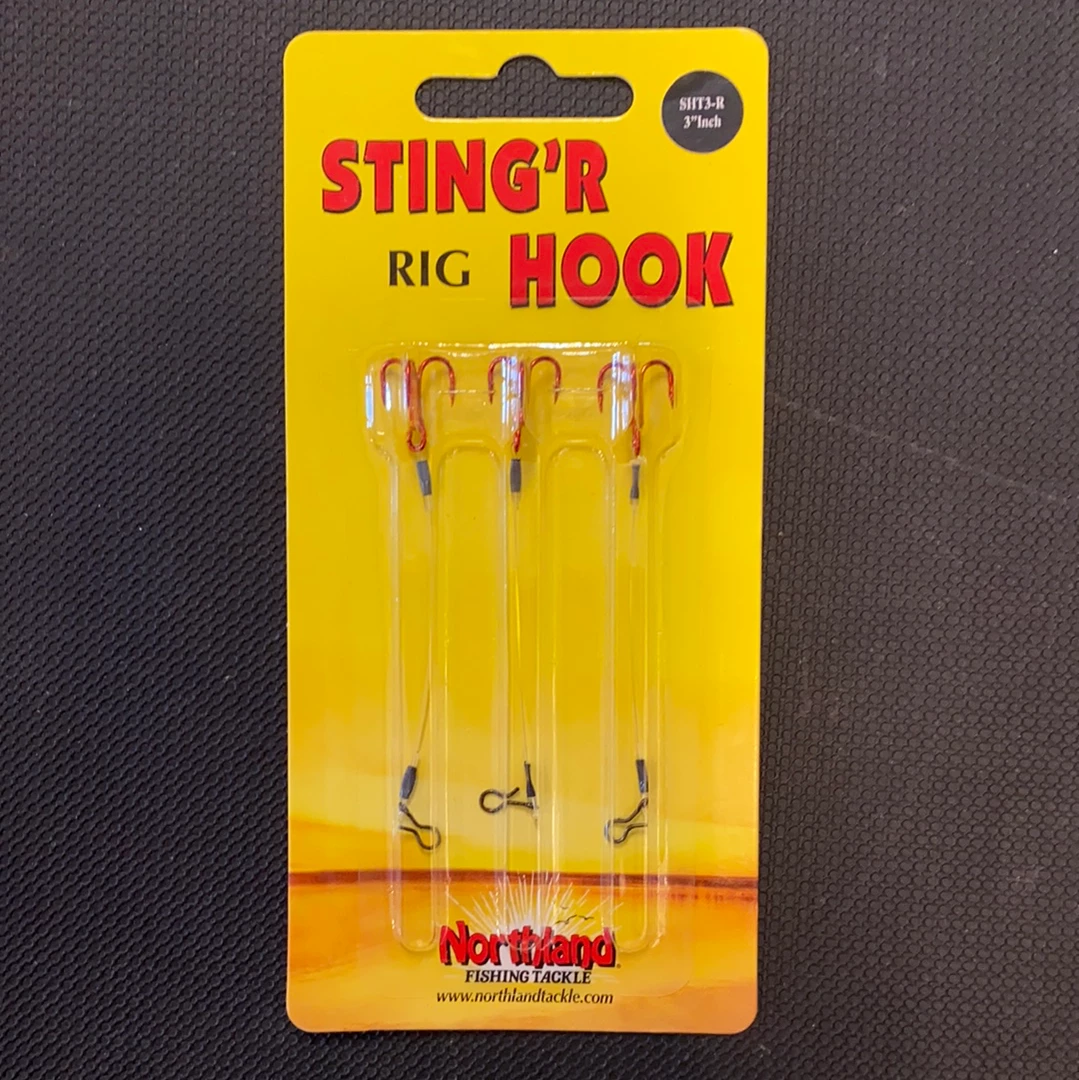 SHT3-R
3"Inch
STING'R
RIG HOOK
Northland
FISHING TACKLE
www.northlandtackle.com